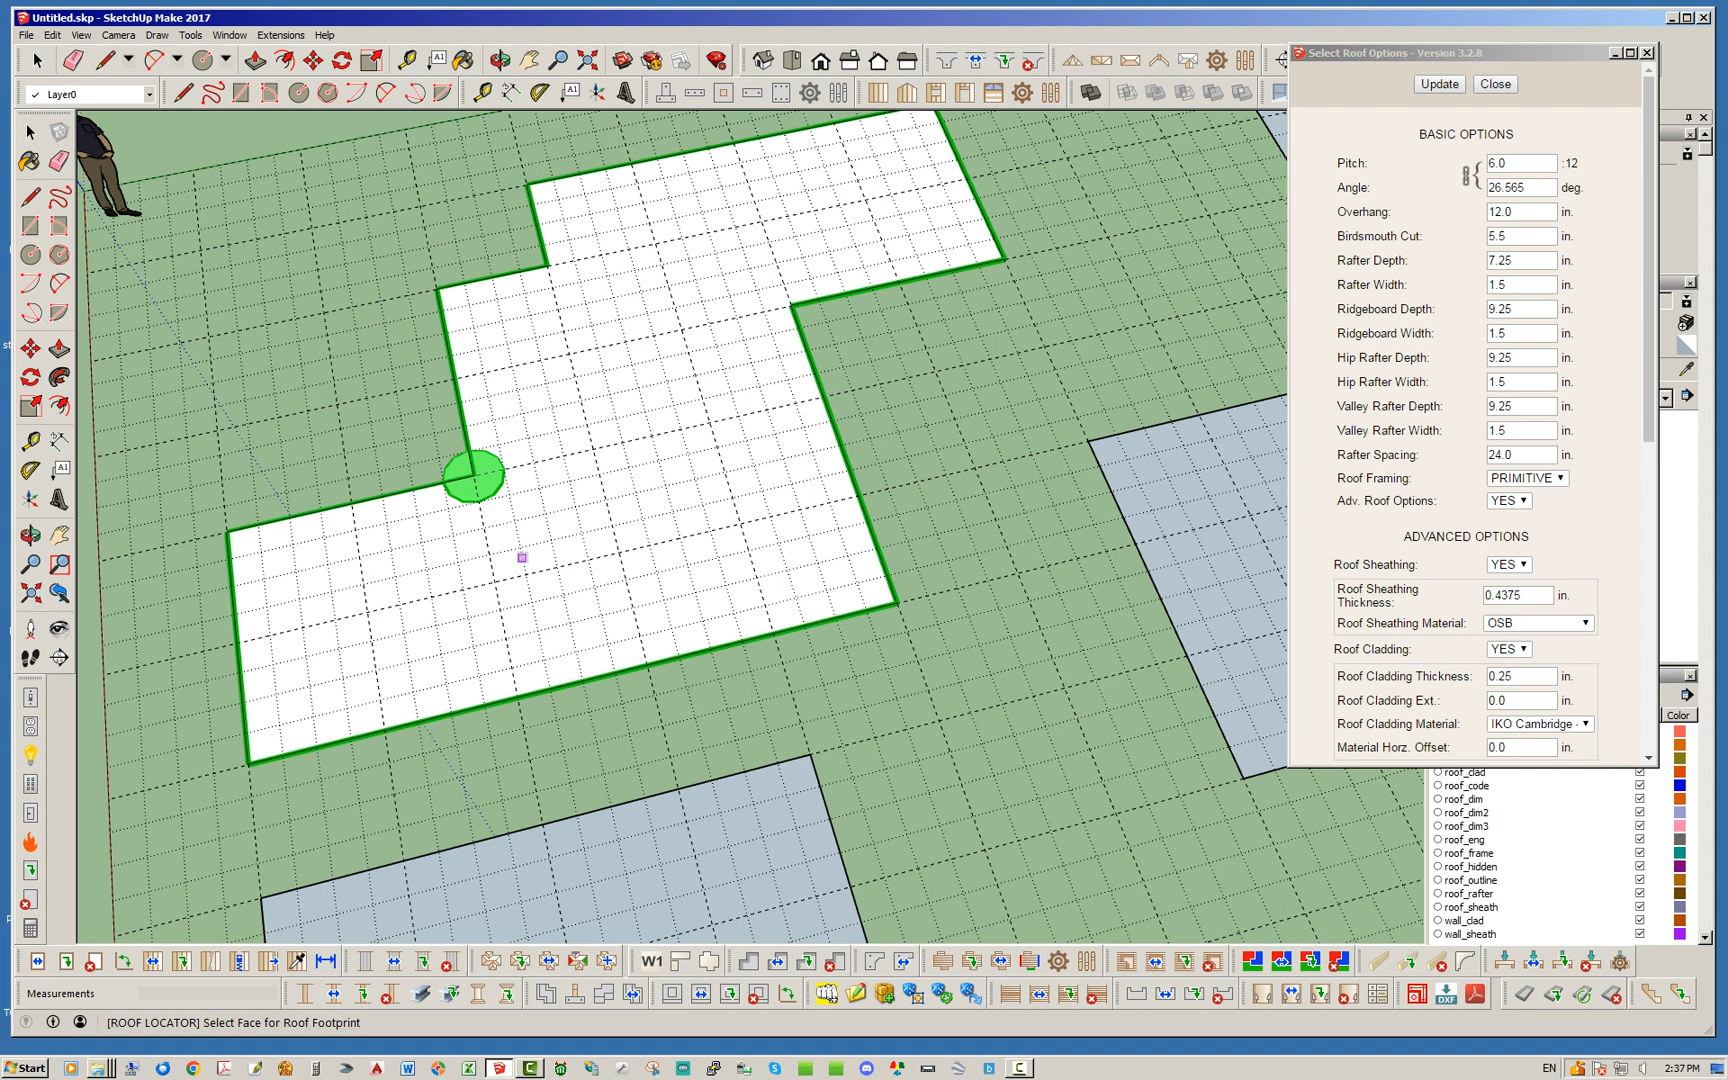 Untitled.skp - SketchUp Make 2017
File Edit View Camera Draw Tools Window Extensions Help
Layer0
Select Roof Options - Version 3.2.8
Update Close
BASIC OPTIONS
Pitch: 6.0 :12
Angle: 26.565 deg.
Overhang: 12.0 in.
Birdsmouth Cut: 5.5 in.
Rafter Depth: 7.25 in.
Rafter Width: 1.5 in.
Ridgeboard Depth: 9.25 in.
Ridgeboard Width: 1.5 in.
Hip Rafter Depth: 9.25 in.
Hip Rafter Width: 1.5 in.
Valley Rafter Depth: 9.25 in.
Valley Rafter Width: 1.5 in.
Rafter Spacing: 24.0 in.
Roof Framing: PRIMITIVE
Adv. Roof Options: YES
ADVANCED OPTIONS
Roof Sheathing: YES
Roof Sheathing Thickness: 0.4375 in.
Roof Sheathing Material: OSB
Roof Cladding: YES
Roof Cladding Thickness: 0.25 in.
Roof Cladding Ext.: 0.0 in.
Roof Cladding Material: IKO Cambridge
Material Horz. Offset: 0.0 in.
Color
roof_clad
roof_code
roof_dim
roof_dim2
roof_dim3
roof_eng
roof_frame
roof_hidden
roof_outline
roof_rafter
roof_sheath
wall_clad
wall_sheath
W1
DXF
Measurements
[ROOF LOCATOR] Select Face for Roof Footprint
Start
EN
2:37 PM